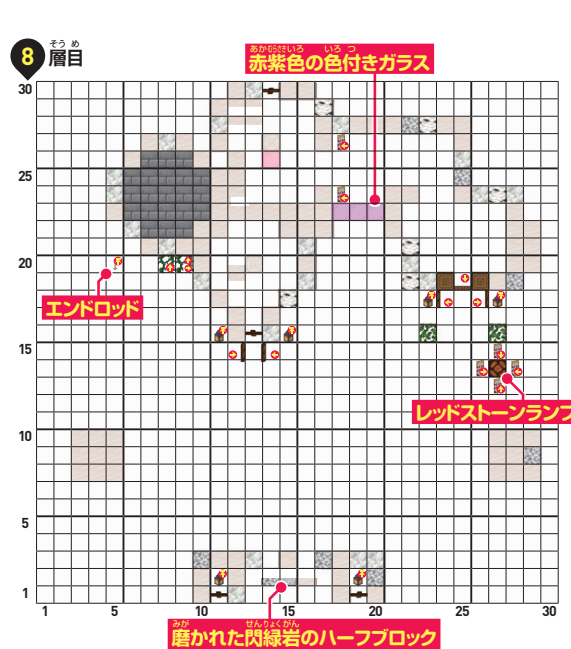 8 層目
そうめ
赤紫色の色付きガラス
あかむらさきいろ いろつ
30
25
20
エンドロッド
15
レッドストーンランプ
10
5
1
1 5 10 15 20 25 30
磨かれた閃緑岩のハーフブロック
みが せんりょくがん